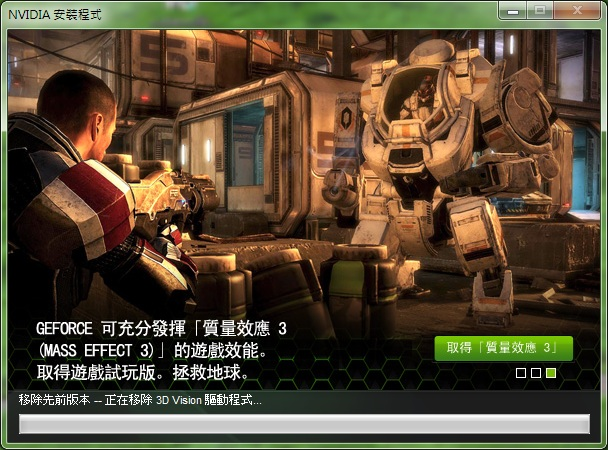 NVIDIA 安裝程式
GEFORCE 可充分發揮「質量效應 3
(MASS EFFECT 3)」的遊戲效能。
取得遊戲試玩版。拯救地球。
取得「質量效應 3」
移除先前版本 -- 正在移除 3D Vision 驅動程式...